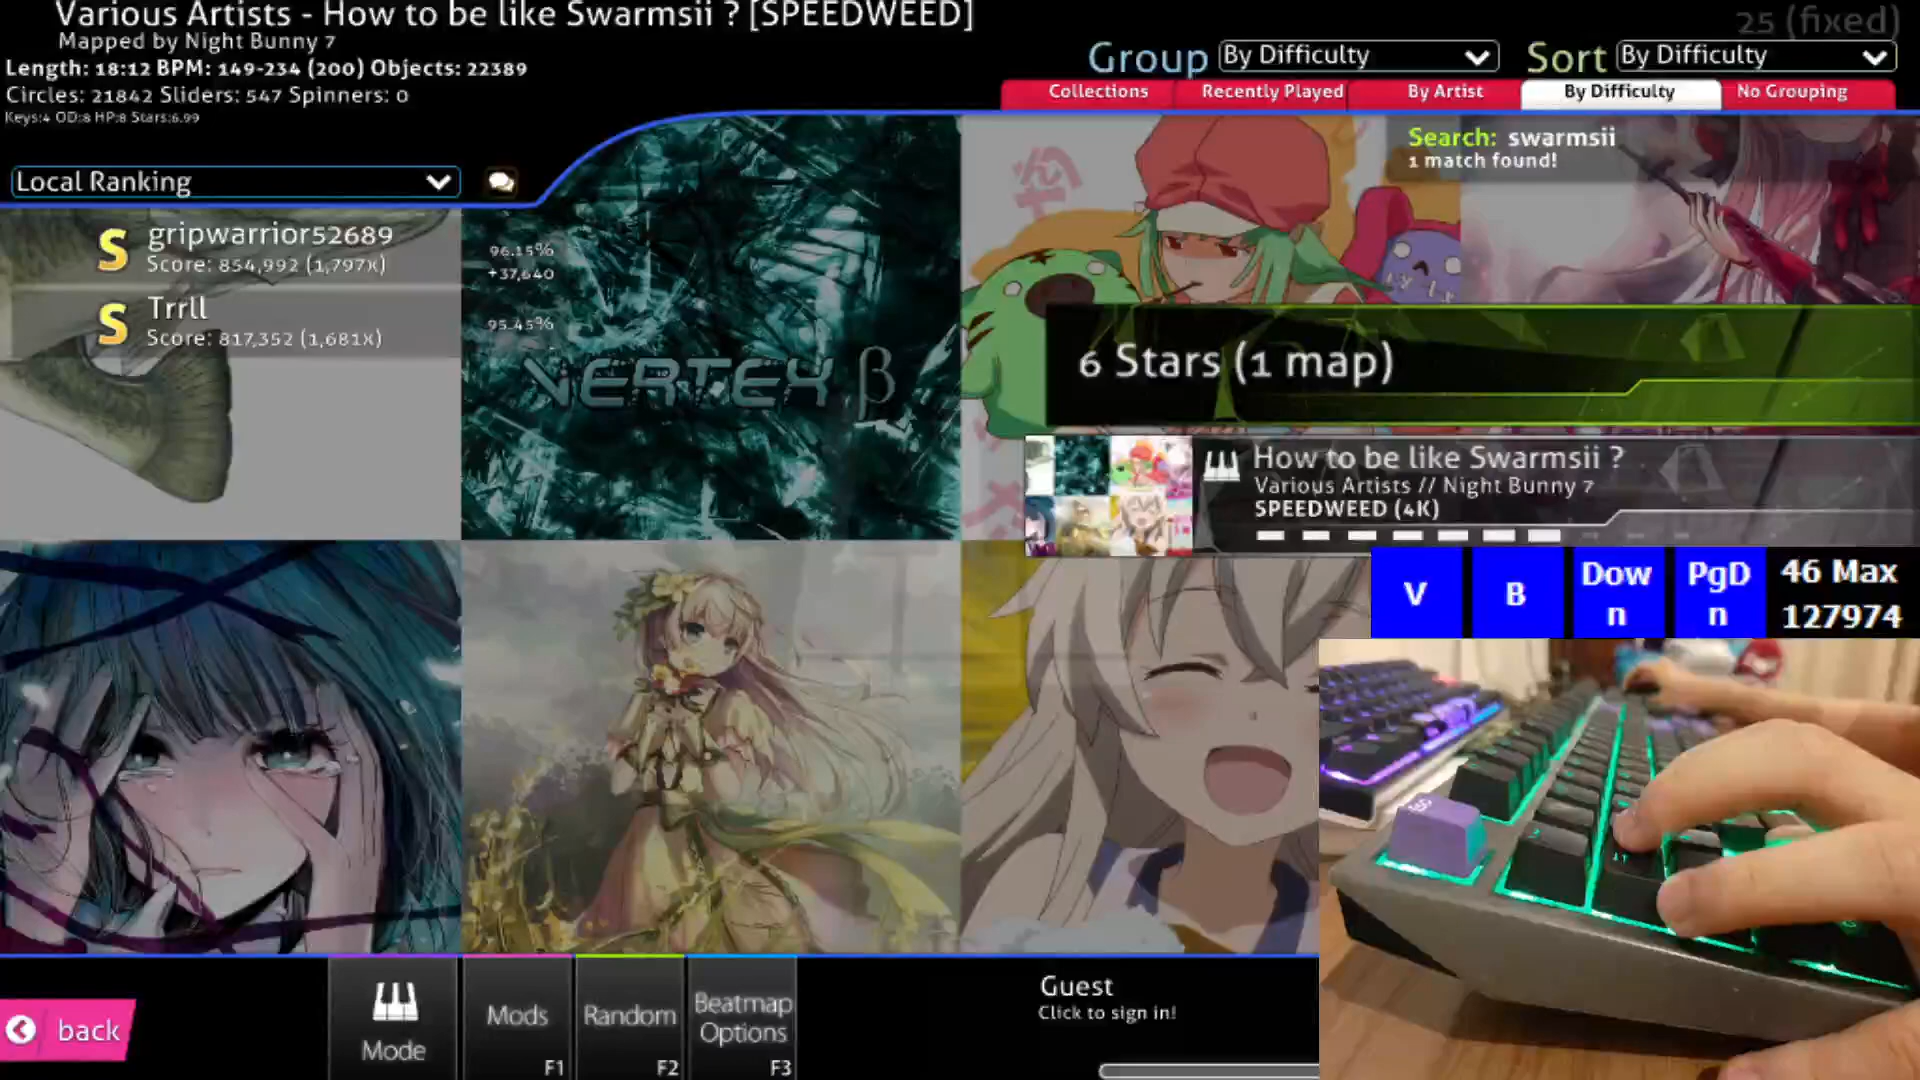 Various Artists - How to be like Swarmsii ? [SPEEDWEED]
Mapped by Night Bunny 7
Length: 18:12 BPM: 149-234 (200) Objects: 22389
Circles: 21842 Sliders: 547 Spinners: 0
Keys:4 OD:8 HP:8 Stars:6.99
25 (fixed)
Group By Difficulty Sort By Difficulty
Collections Recently Played By Artist By Difficulty No Grouping
Search: swarmsii
1 match found!
Local Ranking
S gripwarrior52689
Score: 854,992 (1,797x)
96.15%
+37,640
S Trrll
Score: 817,352 (1,681x)
95.45%
VERTEX β
6 Stars (1 map)
How to be like Swarmsii ?
Various Artists // Night Bunny 7
SPEEDWEED (4K)
V B Dow
n PgD
n
46 Max
127974
back
Mode
Mods
F1
Random
F2
Beatmap
Options
F3
Guest
Click to sign in!